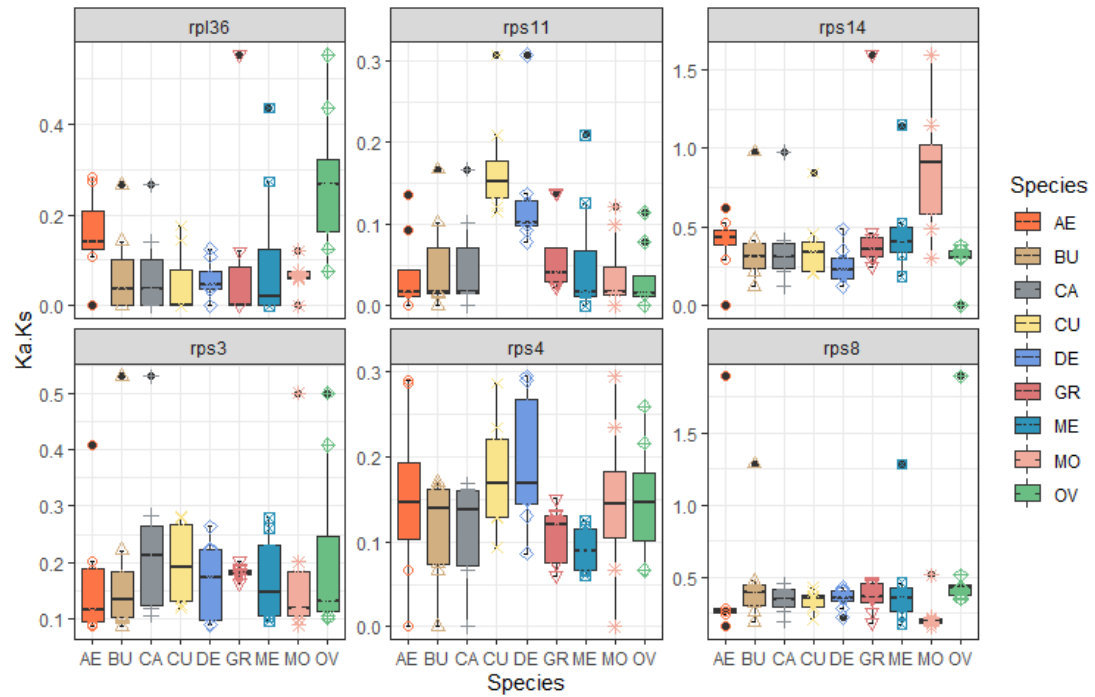 rpl36 rps11 rps14
0.4
0.2
0.0
0.3
0.2
0.1
0.0
1.5
1.0
0.5
0.0
Ka.Ks
rps3 rps4 rps8
0.5
0.4
0.3
0.2
0.1
0.3
0.2
0.1
0.0
1.5
1.0
0.5
AE BU CA CU DE GR ME MO OV
AE BU CA CU DE GR ME MO OV
AE BU CA CU DE GR ME MO OV
Species
Species
AE
BU
CA
CU
DE
GR
ME
MO
OV